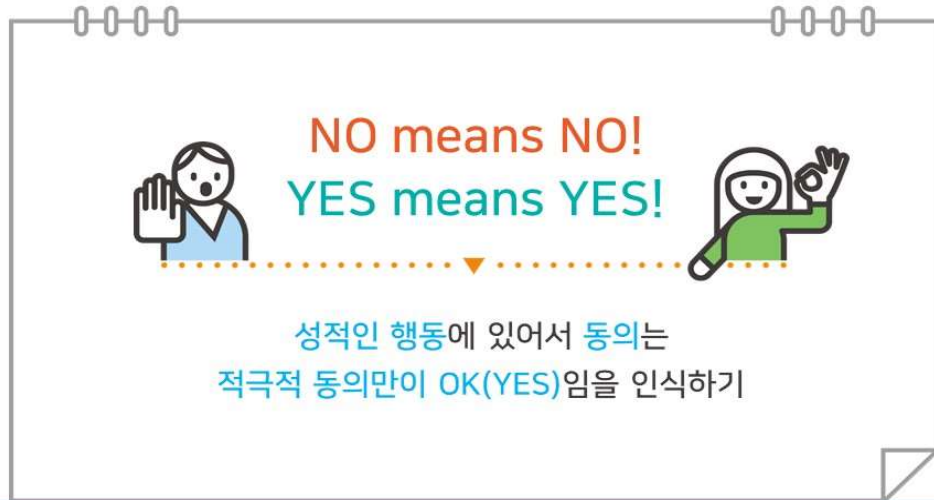 NO means NO!
YES means YES!
성적인 행동에 있어서 동의는
적극적 동의만이 OK(YES)임을 인식하기